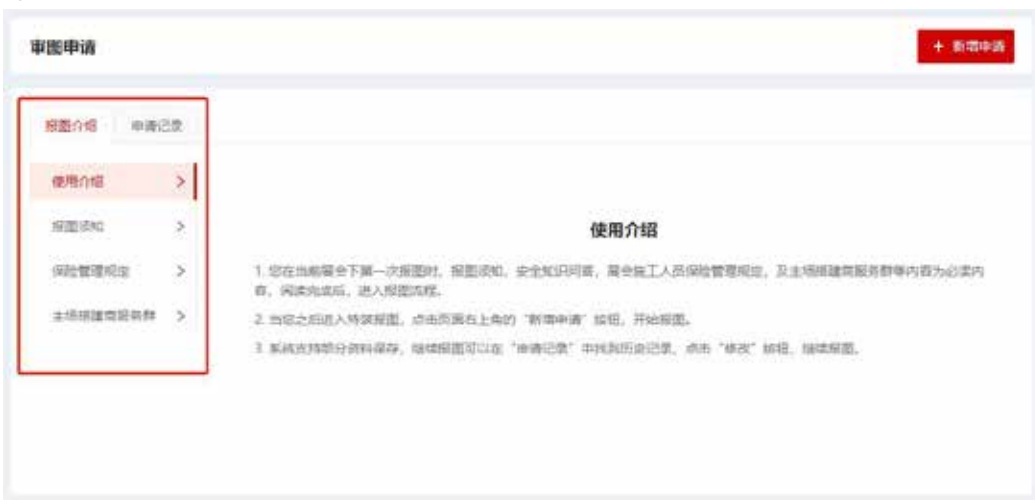 审图申请
+ 新增申请
报图介绍 申请记录
使用介绍 >
报图须知 >
保险管理规定 >
主场搭建商服务群 >
使用介绍
1. 您在当前展会下第一次报图时，报图须知、安全知识问答，展会施工人员保险管理规定，及主场搭建商服务群等内容为必读内
容，阅读完成后，进入报图流程。
2. 当您之后进入特装报图，点击页面右上角的“新增申请”按钮，开始报图。
3. 系统支持部分资料保存，继续报图可以在“申请记录”中找到历史记录，点击“修改”按钮，继续报图。